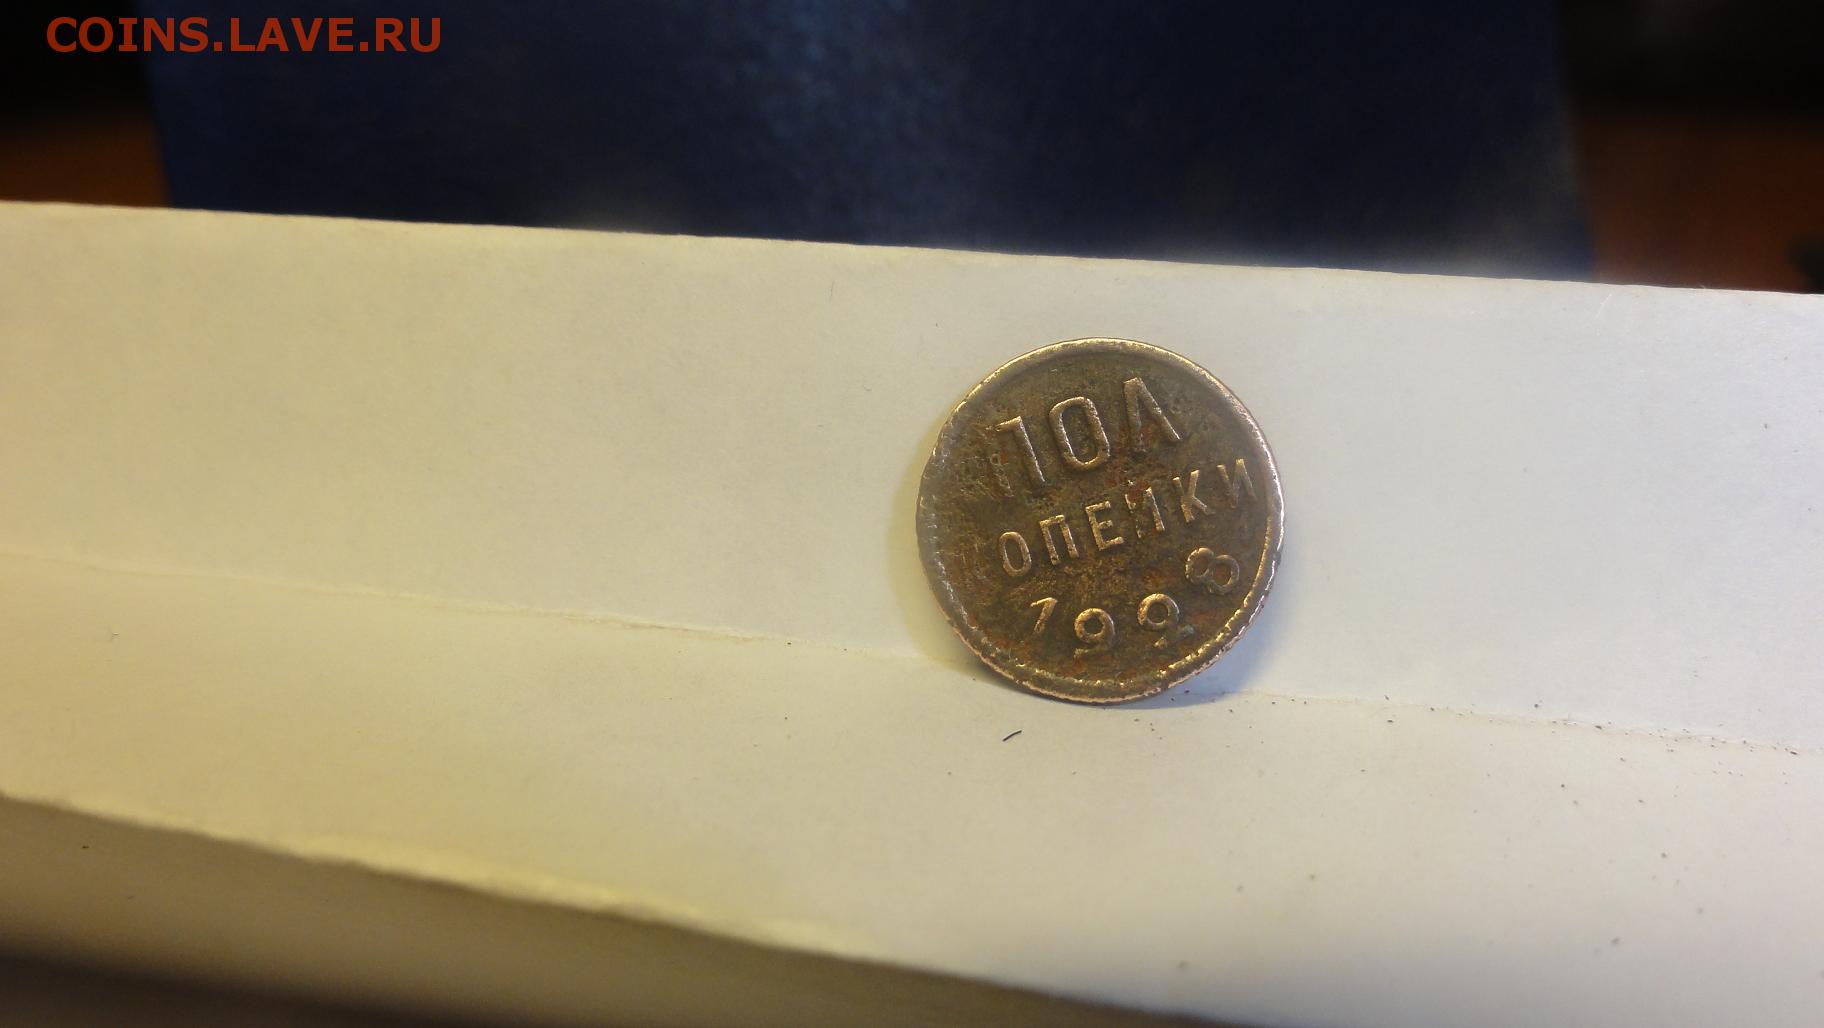 COINS.LAVE.RU
ПОЛ
КОПЕЙКИ
1928